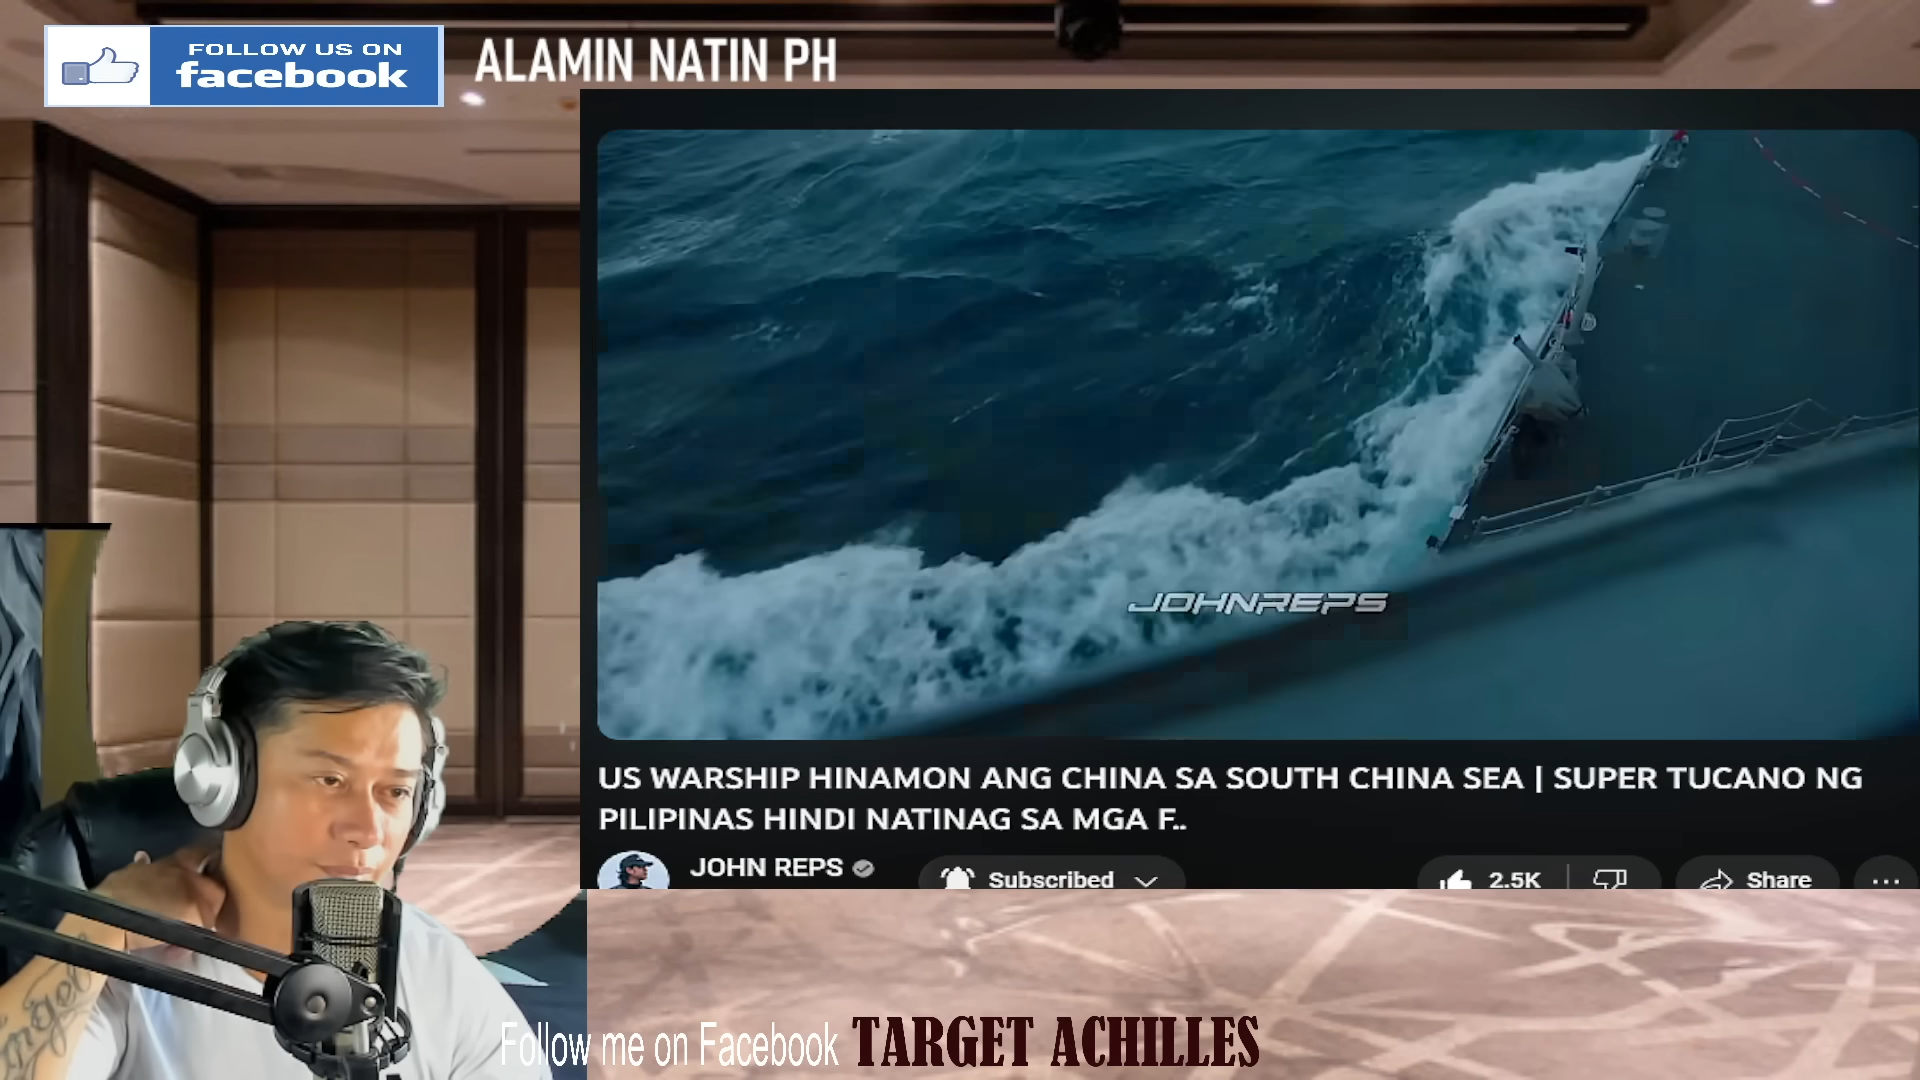 FOLLOW US ON
facebook
ALAMIN NATIN PH
JOHNREPS
US WARSHIP HINAMON ANG CHINA SA SOUTH CHINA SEA | SUPER TUCANO NG
PILIPINAS HINDI NATINAG SA MGA F..
JOHN REPS
Subscribed
2.5K
Share
...
Angel
Follow me on Facebook TARGET ACHILLES